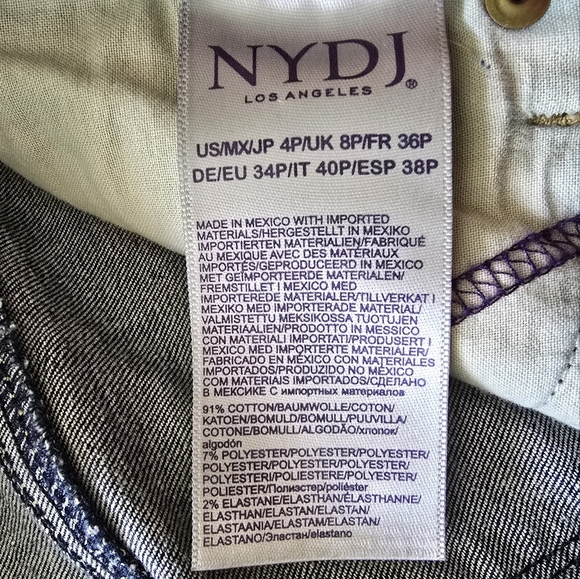 NYDJ®
LOS ANGELES
US/MX/JP 4P/UK 8P/FR 36P
DE/EU 34P/IT 40P/ESP 38P
MADE IN MEXICO WITH IMPORTED
MATERIALS/HERGESTELLT IN MEXIKO
IMPORTIERTEN MATERIALIEN/FABRIQUÉ
AU MEXIQUE AVEC DES MATÉRIAUX
IMPORTÉS/GEPRODUCEERD IN MEXICO
MET GEÏMPORTEERDE MATERIALEN/
FREMSTILLET I MEXICO MED
IMPORTEREDE MATERIALER/TILLVERKAT I
MEXIKO MED IMPORTERADE MATERIAL/
VALMISTETTU MEKSIKOSSA TUOTUJEN
MATERIAALIEN/PRODOTTO IN MESSICO
CON MATERIALI IMPORTATI/PRODUSERT I
MEXICO MED IMPORTERTE MATERIALER/
FABRICADO EN MÉXICO CON MATERIALES
IMPORTADOS/PRODUZIDO NO MÉXICO
COM MATERIAIS IMPORTADOS/СДЕЛАНО
В МЕКСИКЕ С импортных материалов
91% COTTON/BAUMWOLLE/COTON/
KATOEN/BOMULD/BOMULL/PUUVILLA/
COTONE/BOMULL/ALGODÃO/хлопок/
algodón
7% POLYESTER/POLYESTER/POLYESTER/
POLYESTER/POLYESTER/POLYESTER/
POLYESTERI/POLIESTERE/POLYESTER/
POLIESTER/Полиэстер/poliéster
2% ELASTANE/ELASTHAN/ÉLASTHANNE/
ELASTHAN/ELASTAN/ELASTAN/
ELASTAANIA/ELASTAM/ELASTAN/
ELASTANO/Эластан/elastano